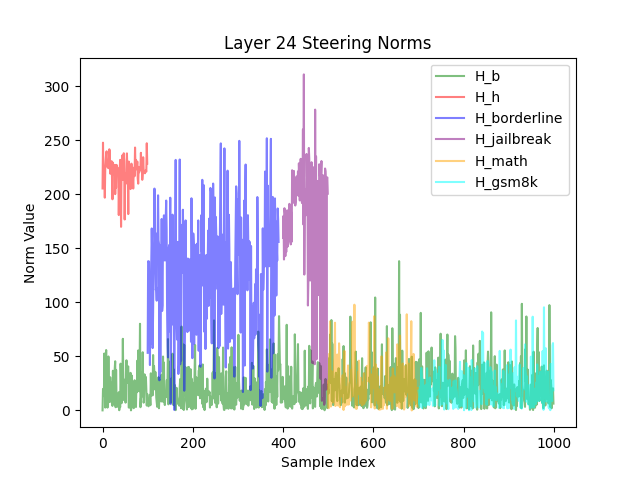 Layer 24 Steering Norms
H_b
H_h
H_borderline
H_jailbreak
H_math
H_gsm8k
Norm Value
300
250
200
150
100
50
0
0 200 400 600 800 1000
Sample Index